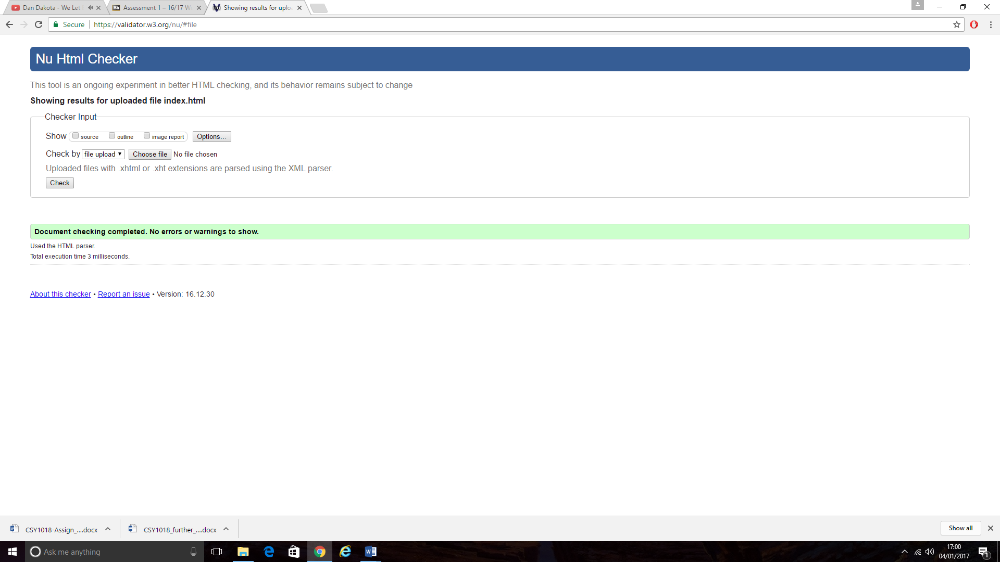 Dan Dakota - We Let
Bb Assessment 1 – 16/17 W
nu Showing results for uplo
Secure https://validator.w3.org/nu/#file
Nu Html Checker
This tool is an ongoing experiment in better HTML checking, and its behavior remains subject to change
Showing results for uploaded file index.html
Checker Input
Show source outline image report Options...
Check by file upload Choose file No file chosen
Uploaded files with .xhtml or .xht extensions are parsed using the XML parser.
Check
Document checking completed. No errors or warnings to show.
Used the HTML parser.
Total execution time 3 milliseconds.
About this checker • Report an issue • Version: 16.12.30
CSY1018-Assign_....docx
CSY1018_further_....docx
Show all
Ask me anything
17:00
04/01/2017
1